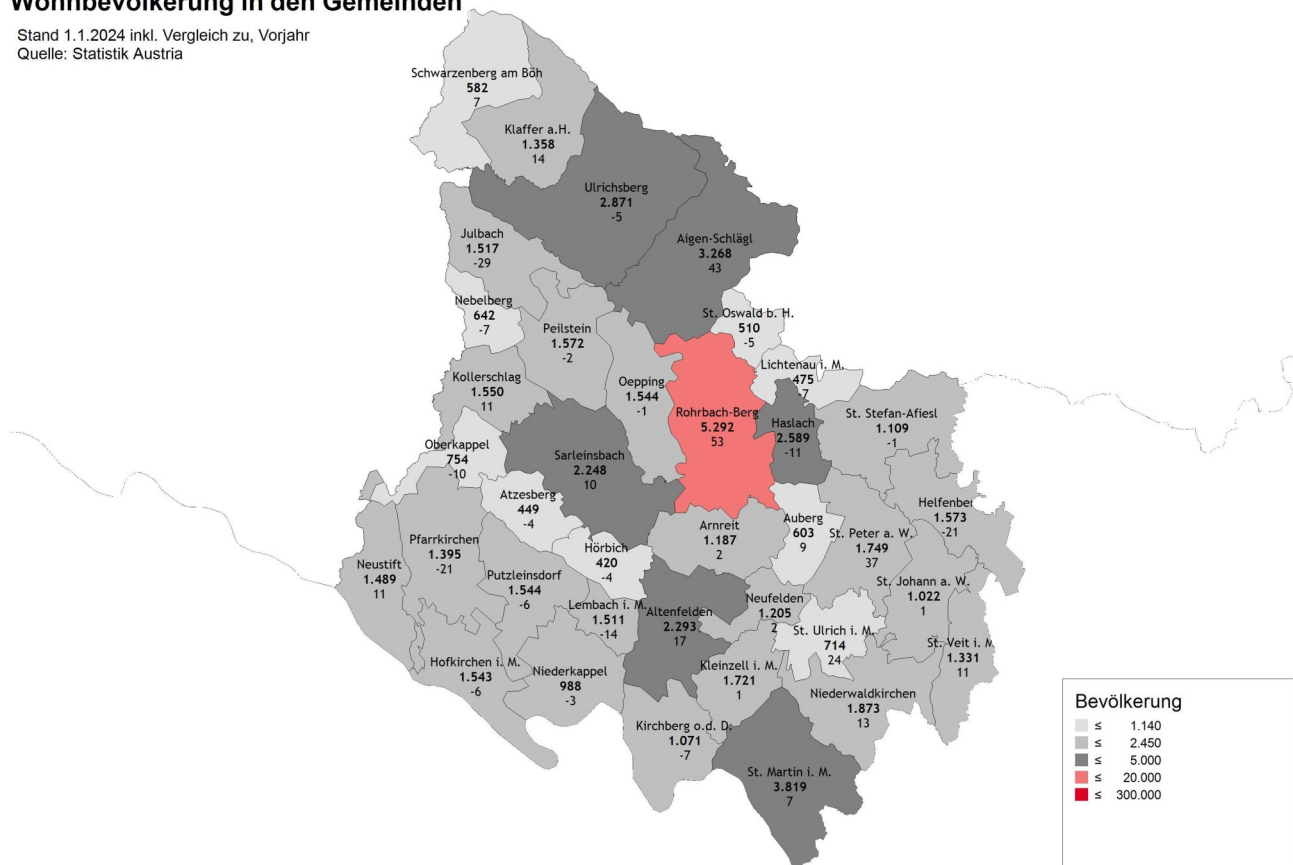 Wohnbevölkerung in den Gemeinden
Stand 1.1.2024 inkl. Vergleich zu, Vorjahr
Quelle: Statistik Austria
Schwarzenberg am Böh
582
7
Klaffer a.H.
1.358
14
Ulrichsberg
2.871
-5
Aigen-Schlägl
3.268
43
Julbach
1.517
-29
Nebelberg
642
-7
Peilstein
1.572
-2
St. Oswald b. H.
510
-5
Lichtenau i. M.
475
-7
Kollerschlag
1.550
11
Oepping
1.544
-1
Rohrbach-Berg
5.292
53
Haslach
2.589
-11
St. Stefan-Afiesl
1.109
-1
Oberkappel
754
-10
Sarleinsbach
2.248
10
Atzesberg
449
-4
Helfenber
1.573
-21
Arnreit
1.187
2
Auberg
603
9
St. Peter a. W.
1.749
37
Pfarrkirchen
1.395
-21
Hörbich
420
-4
Neustift
1.489
11
Putzleinsdorf
1.544
-6
St. Johann a. W.
1.022
1
Lembach i. M.
1.511
-14
Altenfelden
2.293
17
Neufelden
1.205
2
St. Ulrich i. M.
714
24
St. Veit i. M
1.331
11
Hofkirchen i. M.
1.543
-6
Niederkappel
988
-3
Kleinzell i. M.
1.721
1
Niederwaldkirchen
1.873
13
Kirchberg o.d. D.
1.071
-7
St. Martin i. M.
3.819
7
Bevölkerung
≤ 1.140
≤ 2.450
≤ 5.000
≤ 20.000
≤ 300.000